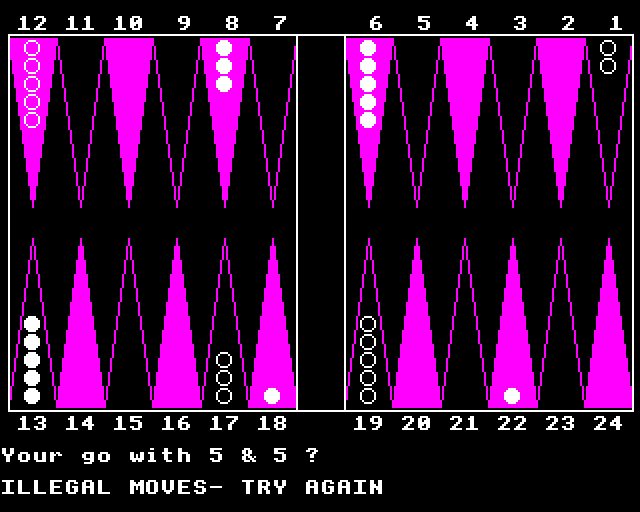 12 11 10 9 8 7 6 5 4 3 2 1
13 14 15 16 17 18 19 20 21 22 23 24
Your go with 5 & 5 ?
ILLEGAL MOVES- TRY AGAIN